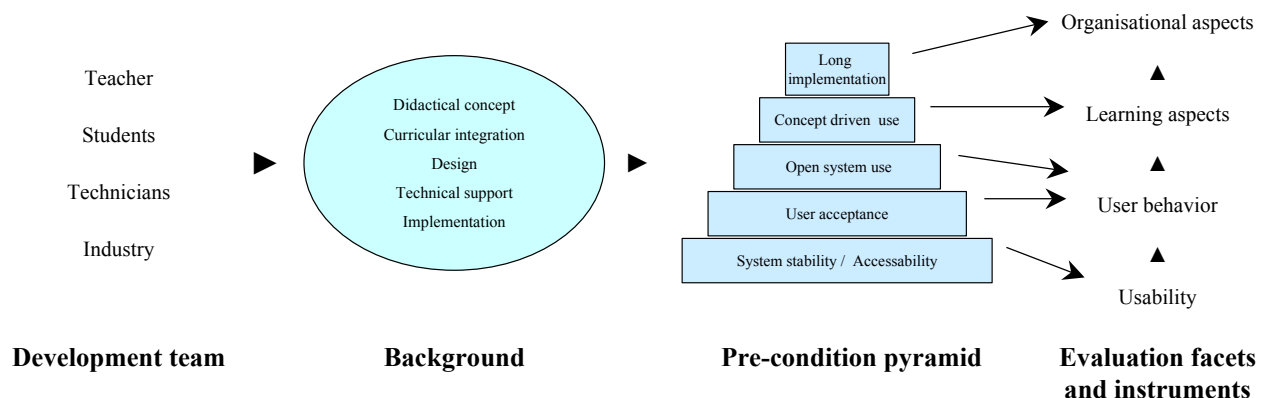 Teacher
Students
Technicians
Industry
Development team
Didactical concept
Curricular integration
Design
Technical support
Implementation
Background
Long
implementation
Concept driven use
Open system use
User acceptance
System stability / Accessability
Pre-condition pyramid
Organisational aspects
Learning aspects
User behavior
Usability
Evaluation facets
and instruments